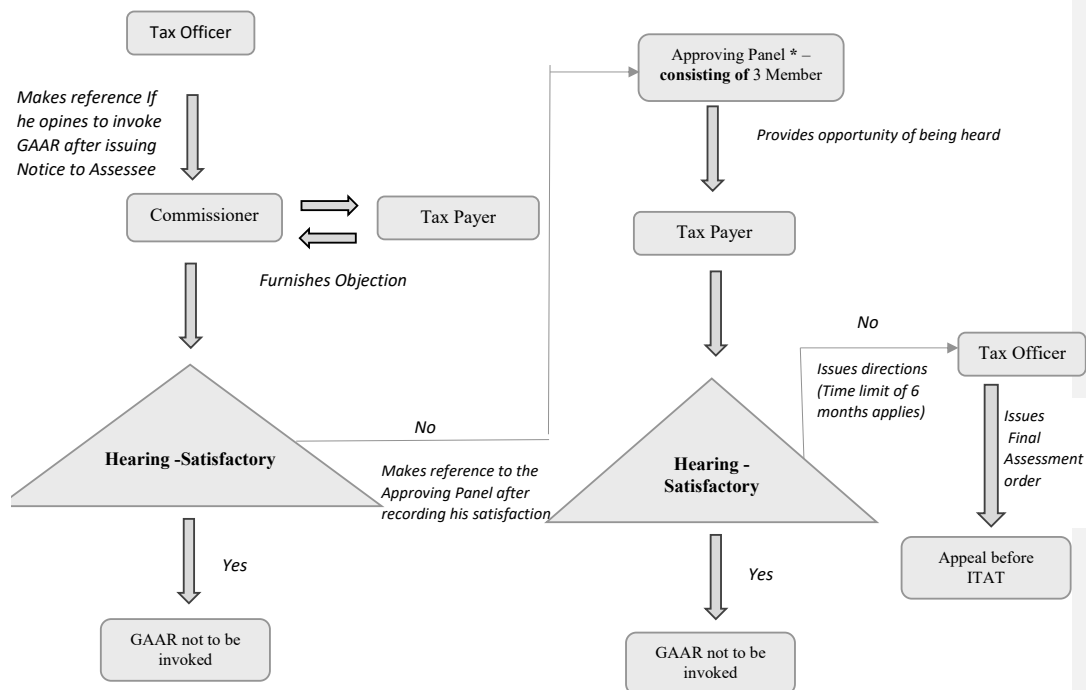 Tax Officer
Makes reference If
he opines to invoke
GAAR after issuing
Notice to Assessee
Commissioner
Tax Payer
Furnishes Objection
Hearing -Satisfactory
No
Makes reference to the
Approving Panel after
recording his satisfaction
Yes
GAAR not to be
invoked
Approving Panel * –
consisting of 3 Member
Provides opportunity of being heard
Tax Payer
Hearing -
Satisfactory
No
Issues directions
(Time limit of 6
months applies)
Tax Officer
Issues
Final
Assessment
order
Appeal before
ITAT
Yes
GAAR not to be
invoked